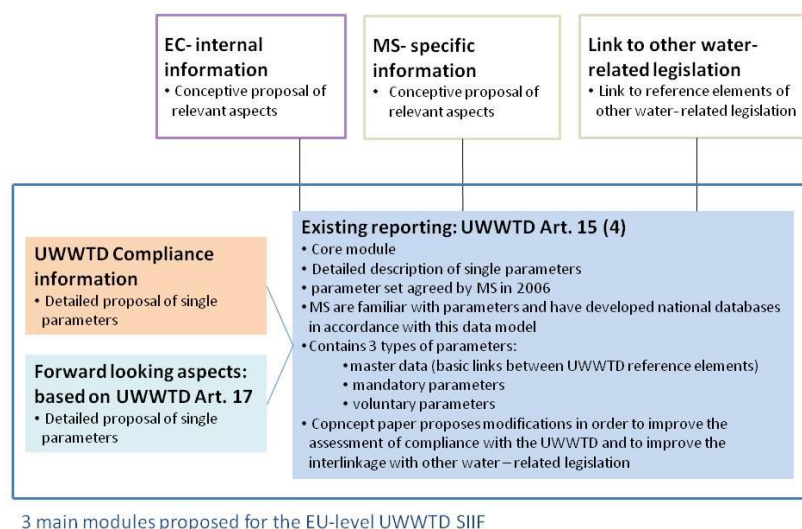 EC- internal
information
• Conceptive proposal of
relevant aspects
MS- specific
information
• Conceptive proposal of
relevant aspects
Link to other water-
related legislation
• Link to reference elements of
other water- related legislation
UWWTD Compliance
information
• Detailed proposal of single
parameters
Forward looking aspects:
based on UWWTD Art. 17
• Detailed proposal of single
parameters
Existing reporting: UWWTD Art. 15 (4)
• Core module
• Detailed description of single parameters
• parameter set agreed by MS in 2006
• MS are familiar with parameters and have developed national databases
in accordance with this data model
• Contains 3 types of parameters:
• master data (basic links between UWWTD reference elements)
• mandatory parameters
• voluntary parameters
• Copncept paper proposes modifications in order to improve the
assessment of compliance with the UWWTD and to improve the
interlinkage with other water – related legislation
3 main modules proposed for the EU-level UWWTD SIIF